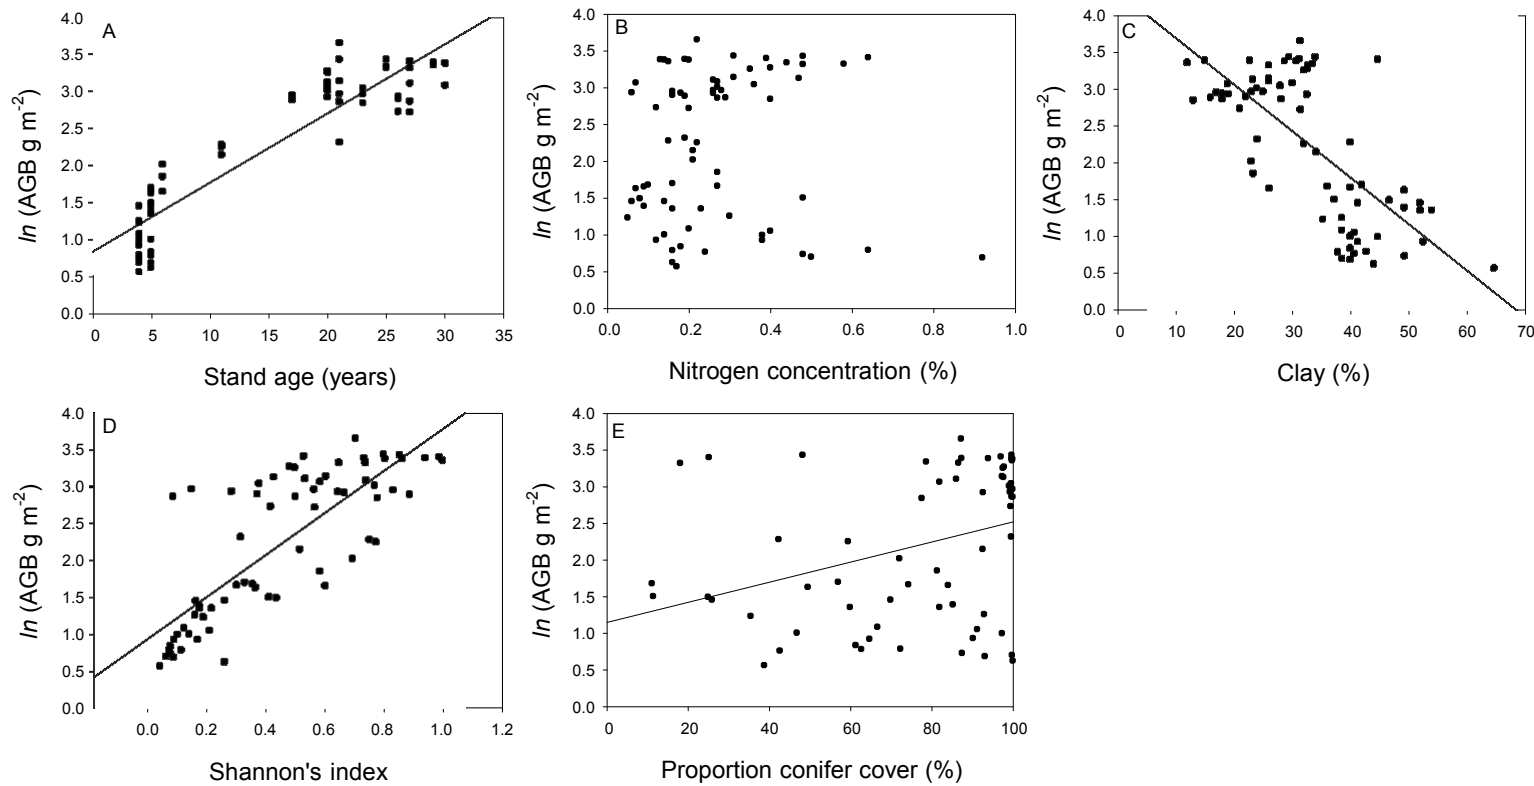 A
ln (AGB g m-2)
4.0
3.5
3.0
2.5
2.0
1.5
1.0
0.5
0.0
0 5 10 15 20 25 30 35
Stand age (years)
B
ln (AGB g m-2)
4.0
3.5
3.0
2.5
2.0
1.5
1.0
0.5
0.0
0.0 0.2 0.4 0.6 0.8 1.0
Nitrogen concentration (%)
C
ln (AGB g m-2)
4.0
3.5
3.0
2.5
2.0
1.5
1.0
0.5
0.0
0 10 20 30 40 50 60 70
Clay (%)
D
ln (AGB g m-2)
4.0
3.5
3.0
2.5
2.0
1.5
1.0
0.5
0.0
0.0 0.2 0.4 0.6 0.8 1.0 1.2
Shannon's index
E
ln (AGB g m-2)
4.0
3.5
3.0
2.5
2.0
1.5
1.0
0.5
0.0
0 20 40 60 80 100
Proportion conifer cover (%)